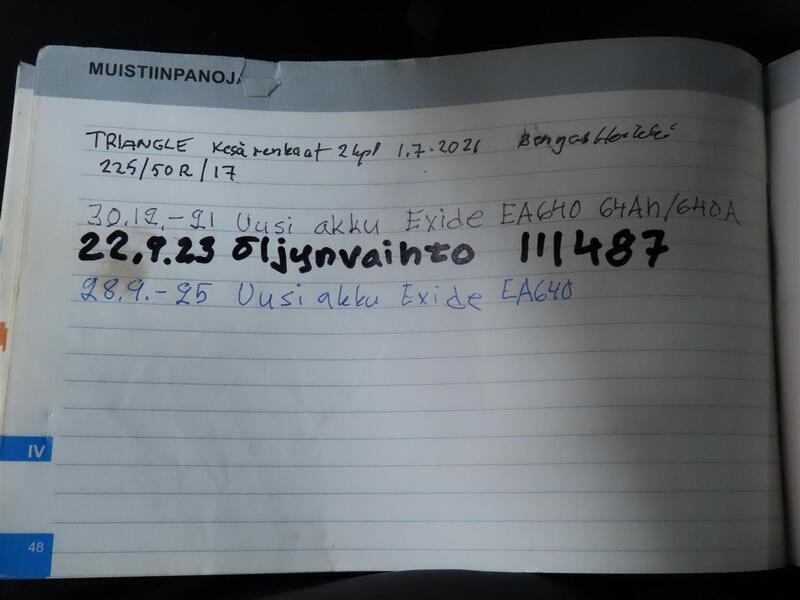 MUISTIINPANOJA
TRIANGLE Kesä renkaat 2kpl 1.7.2021
225/50R/17
30.12.-21 Uusi akku Exide EA640 64Ah/640A
22.9.23 öljynvaihto 111487
28.9.-25 Uusi akku Exide EA640
IV
48